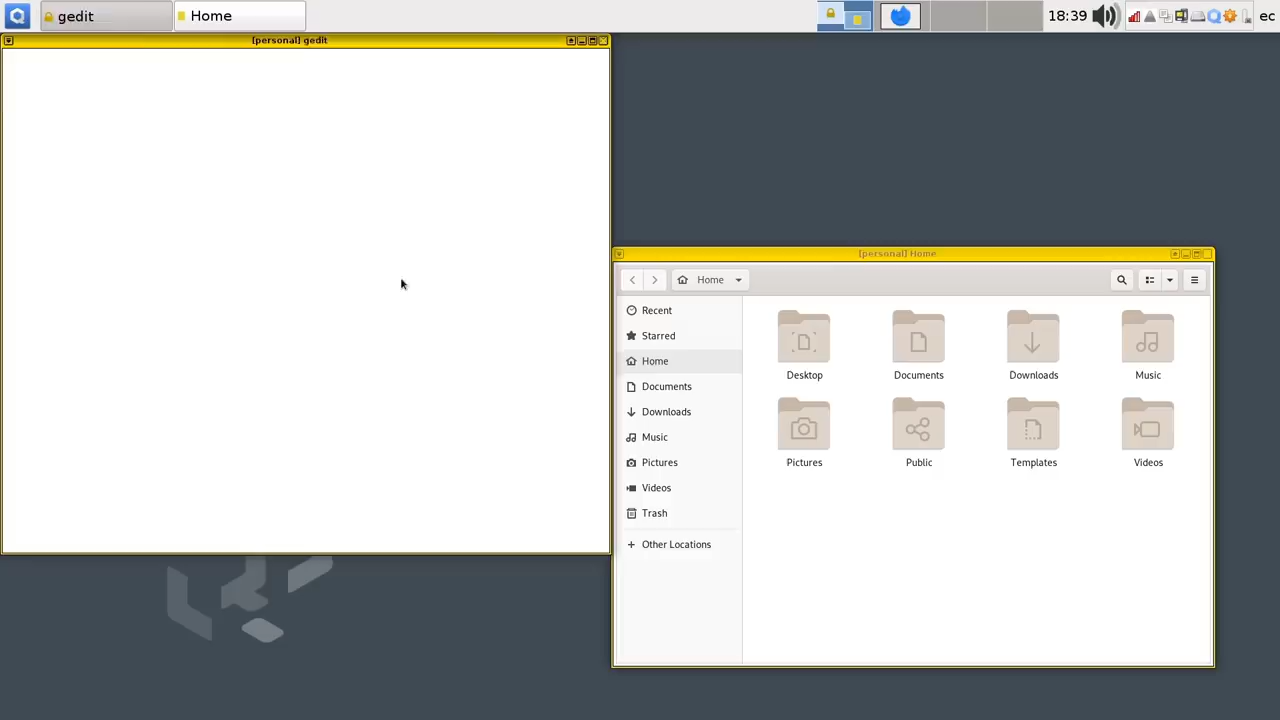 gedit
Home
18:39
ec
[personal] gedit
[personal] Home
Home
Recent
Starred
Home
Documents
Downloads
Music
Pictures
Videos
Trash
Other Locations
Desktop
Documents
Downloads
Music
Pictures
Public
Templates
Videos